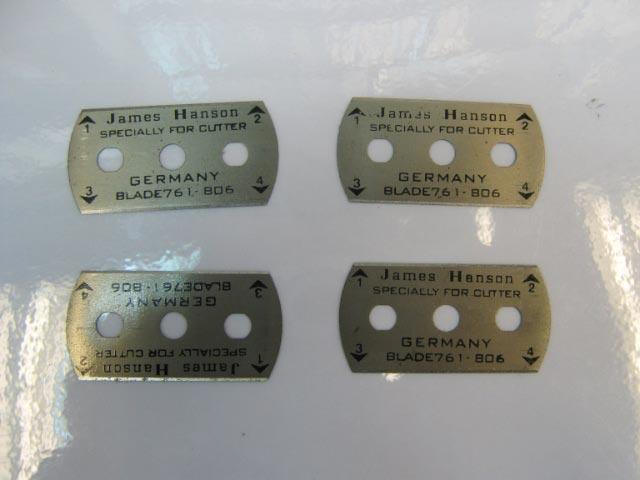 James Hanson
1 2
SPECIALLY FOR CUTTER
GERMANY
3 4
BLADE761-806
James Hanson
1 2
SPECIALLY FOR CUTTER
GERMANY
3 4
BLADE761-806
James Hanson
1 2
SPECIALLY FOR CUTTER
GERMANY
3 4
BLADE761-806
James Hanson
1 2
SPECIALLY FOR CUTTER
GERMANY
3 4
BLADE761-806